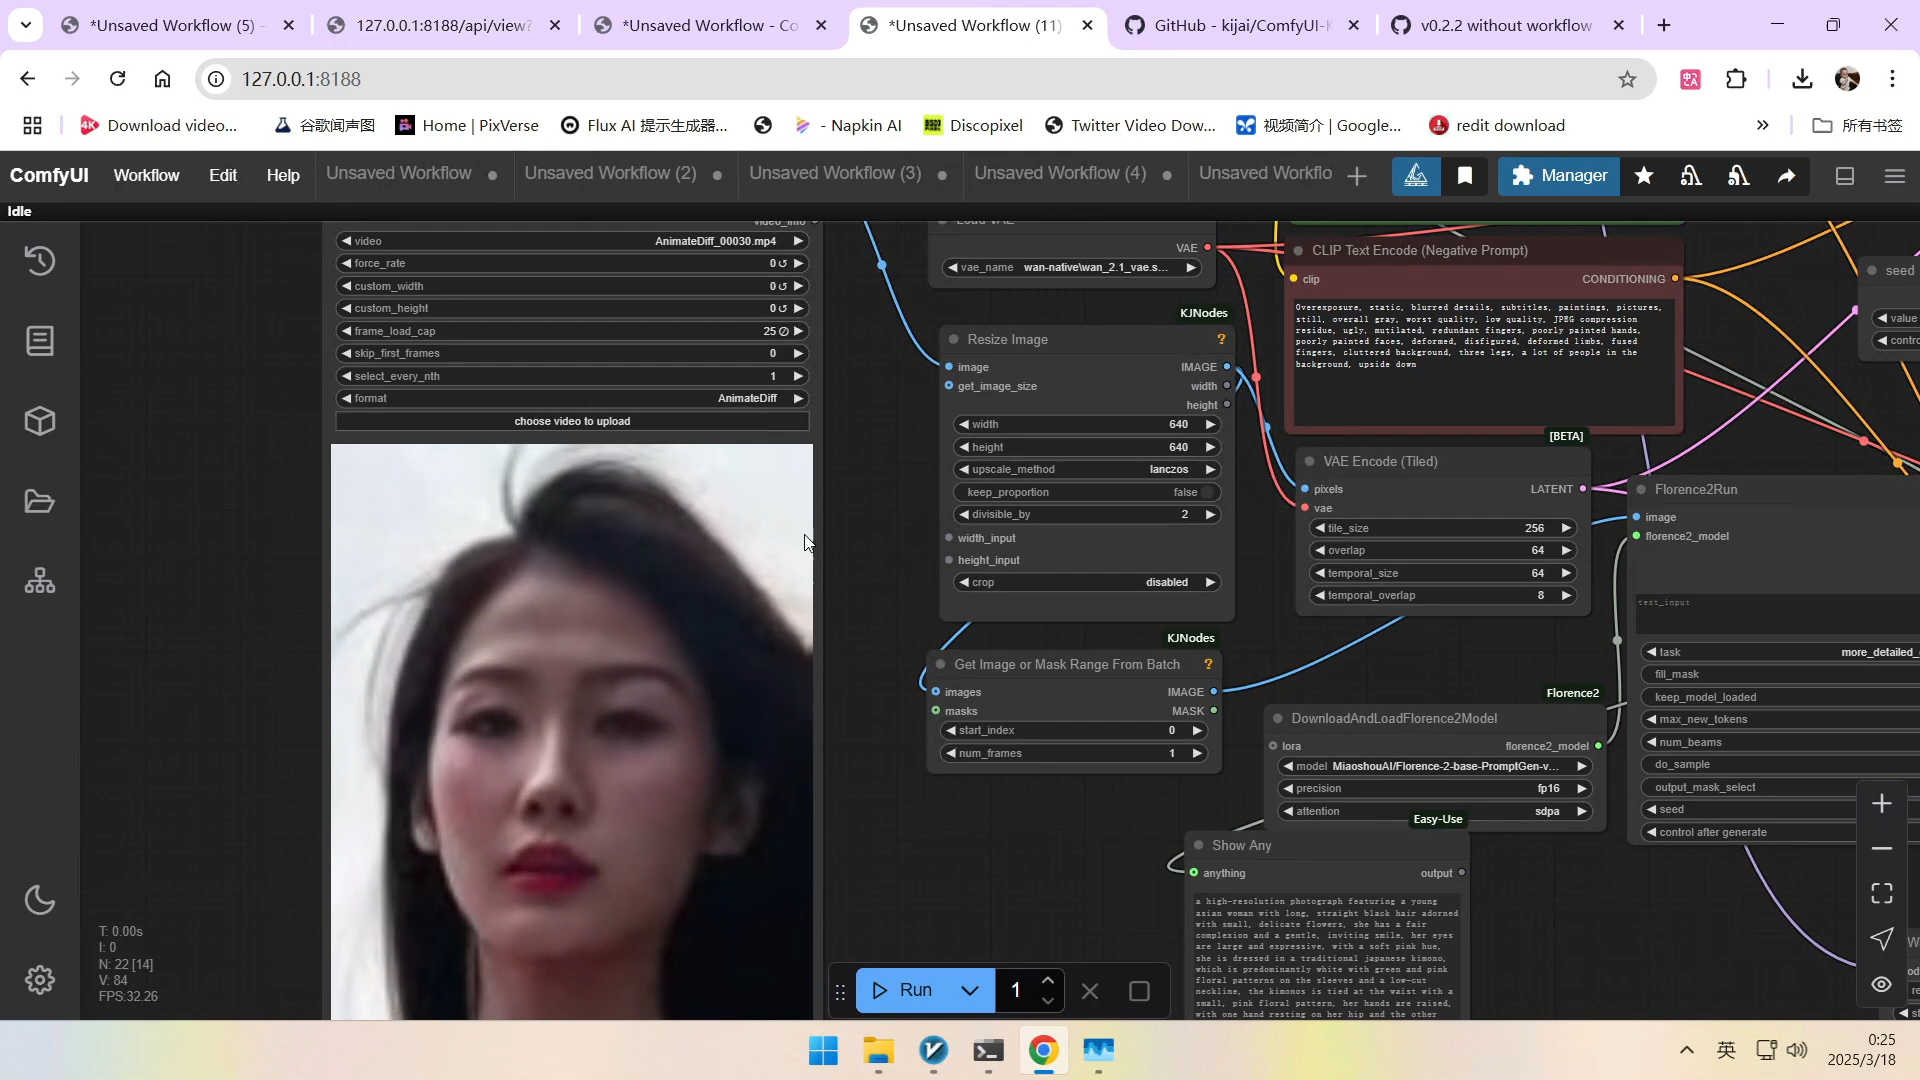 *Unsaved Workflow (5) -
127.0.0.1:8188/api/view?
*Unsaved Workflow - Co
*Unsaved Workflow (11)
GitHub - kijai/ComfyUI-K
v0.2.2 without workflow
127.0.0.1:8188
Download video...
谷歌闻声图
Home | PixVerse
Flux AI 提示生成器...
- Napkin AI
Discopixel
Twitter Video Dow...
视频简介 | Google...
redit download
所有书签
ComfyUI
Workflow
Edit
Help
Unsaved Workflow
Unsaved Workflow (2)
Unsaved Workflow (3)
Unsaved Workflow (4)
Unsaved Workflo
Manager
Idle
video_info
video AnimateDiff_00030.mp4
force_rate 0
custom_width 0
custom_height 0
frame_load_cap 25
skip_first_frames 0
select_every_nth 1
format AnimateDiff
choose video to upload
Load VAE
VAE
vae_name wan-native\wan_2.1_vae.s...
KJNodes
Resize Image ?
image IMAGE
get_image_size width
height
width 640
height 640
upscale_method lanczos
keep_proportion false
divisible_by 2
width_input
height_input
crop disabled
KJNodes
Get Image or Mask Range From Batch ?
images IMAGE
masks MASK
start_index 0
num_frames 1
CLIP Text Encode (Negative Prompt)
clip CONDITIONING
Overexposure, static, blurred details, subtitles, paintings, pictures,
still, overall gray, worst quality, low quality, JPEG compression
residue, ugly, mutilated, redundant fingers, poorly painted hands,
poorly painted faces, deformed, disfigured, deformed limbs, fused
fingers, cluttered background, three legs, a lot of people in the
background, upside down
[BETA]
VAE Encode (Tiled)
pixels LATENT
vae
tile_size 256
overlap 64
temporal_size 64
temporal_overlap 8
seed
value
contro
Florence2Run
image
florence2_model
text_input
task more_detailed_
fill_mask
keep_model_loaded
max_new_tokens
num_beams
do_sample
output_mask_select
seed
control after generate
Florence2
DownloadAndLoadFlorence2Model
lora florence2_model
model MiaoshouAI/Florence-2-base-PromptGen-v...
precision fp16
attention sdpa
Easy-Use
Show Any
anything output
a high-resolution photograph featuring a young
asian woman with long, straight black hair adorned
with small, delicate flowers, she has a fair
complexion and a gentle, inviting smile, her eyes
are large and expressive, with a soft pink hue,
she is dressed in a traditional japanese kimono,
which is predominantly white with green and pink
floral patterns on the sleeves and a low-cut
neckline, the kimonos is tied at the waist with a
small, pink floral pattern, her hands are raised,
with one hand resting on her hip and the other
T: 0.00s
I: 0
N: 22 [14]
V: 84
FPS:32.26
Run
1
英
0:25
2025/3/18